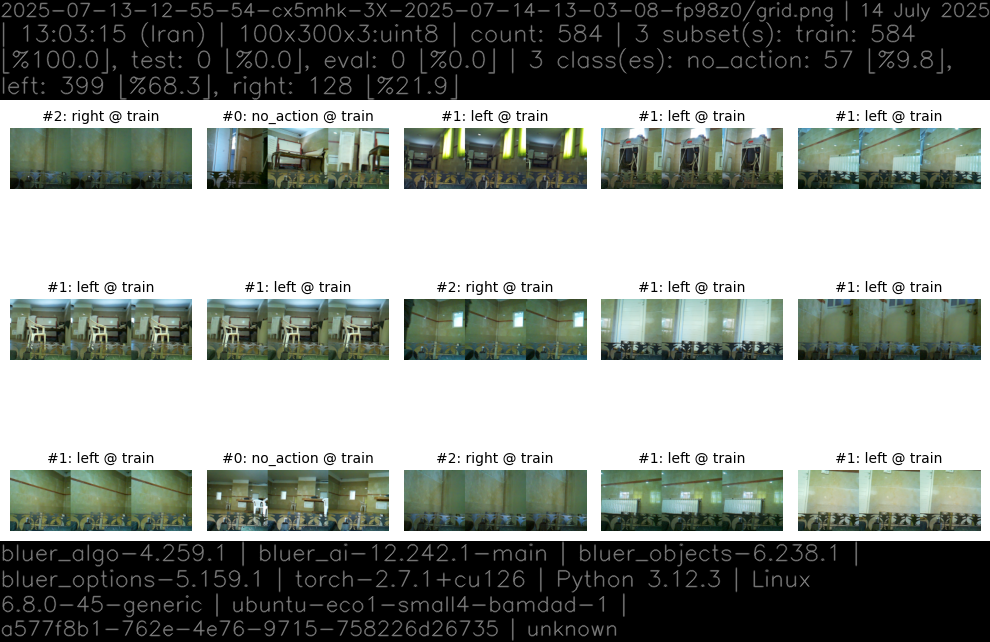 2025-07-13-12-55-54-cx5mhk-3X-2025-07-14-13-03-08-fp98z0/grid.png | 14 July 2025
| 13:03:15 (Iran) | 100x300x3:uint8 | count: 584 | 3 subset(s): train: 584
[%100.0], test: 0 [%0.0], eval: 0 [%0.0] | 3 class(es): no_action: 57 [%9.8],
left: 399 [%68.3], right: 128 [%21.9]
#2: right @ train
#0: no_action @ train
#1: left @ train
#1: left @ train
#1: left @ train
#1: left @ train
#1: left @ train
#2: right @ train
#1: left @ train
#1: left @ train
#1: left @ train
#0: no_action @ train
#2: right @ train
#1: left @ train
#1: left @ train
bluer_algo-4.259.1 | bluer_ai-12.242.1-main | bluer_objects-6.238.1 |
bluer_options-5.159.1 | torch-2.7.1+cu126 | Python 3.12.3 | Linux
6.8.0-45-generic | ubuntu-eco1-small4-bamdad-1 |
a577f8b1-762e-4e76-9715-758226d26735 | unknown